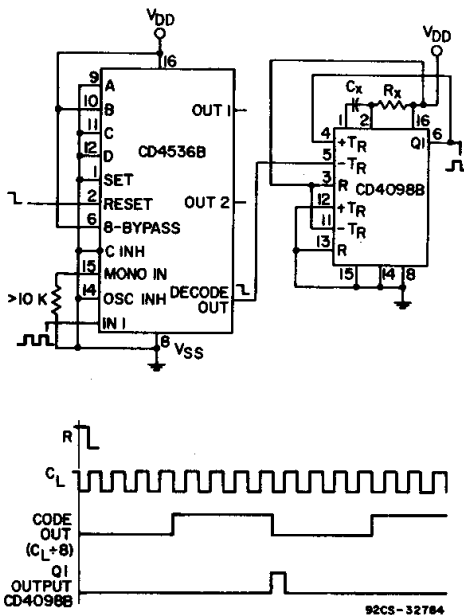 VDD
16
9 A
10 B
11 C
12 D
1 SET
2 RESET
6 8-BYPASS
C INH
15 MONO IN
14 OSC INH
IN 1
>10 K
CD4536B
OUT 1
OUT 2
DECODE
OUT
8 VSS
VDD
CX
RX
1
2
16
4 +TR
5 -TR
3 R
12 +TR
11 -TR
13 R
Q1 6
CD4098B
15
14
8
R
CL
CODE
OUT
(CL÷8)
Q1
OUTPUT
CD4098B
92CS-32784